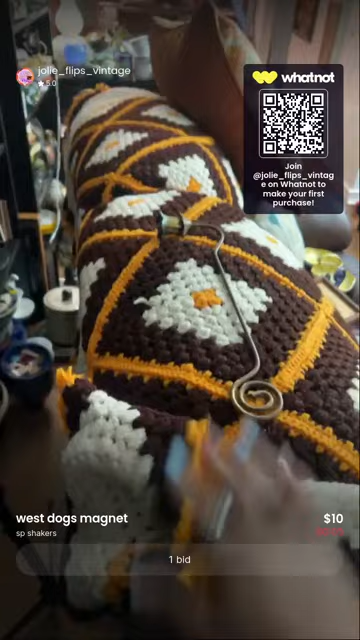 jolie_flips_vintage
5.0
whatnot
Join
@jolie_flips_vintag
e on Whatnot to
make your first
purchase!
west dogs magnet
$10
sp shakers
1 bid